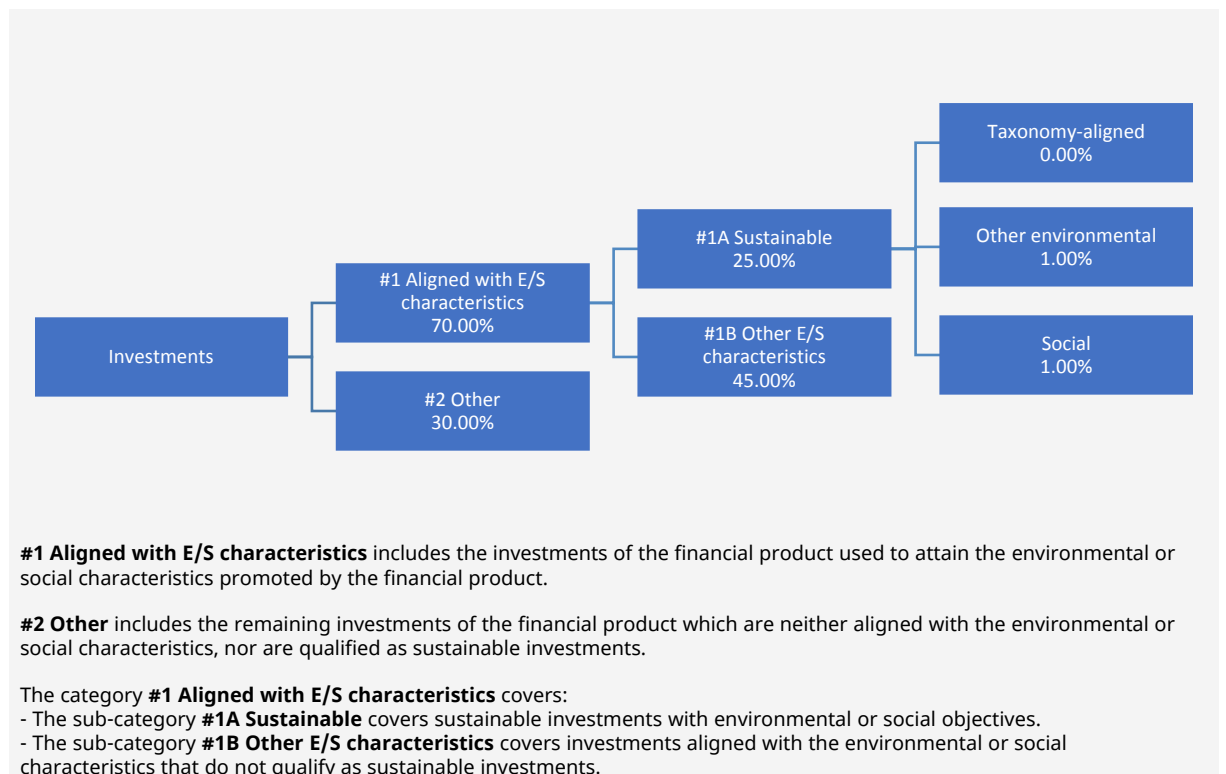 Taxonomy-aligned
0.00%
#1A Sustainable
25.00%
Other environmental
1.00%
#1 Aligned with E/S
characteristics
70.00%
Investments
#1B Other E/S
characteristics
45.00%
Social
1.00%
#2 Other
30.00%
#1 Aligned with E/S characteristics includes the investments of the financial product used to attain the environmental or
social characteristics promoted by the financial product.
#2 Other includes the remaining investments of the financial product which are neither aligned with the environmental or
social characteristics, nor are qualified as sustainable investments.
The category #1 Aligned with E/S characteristics covers:
- The sub-category #1A Sustainable covers sustainable investments with environmental or social objectives.
- The sub-category #1B Other E/S characteristics covers investments aligned with the environmental or social
characteristics that do not qualify as sustainable investments.